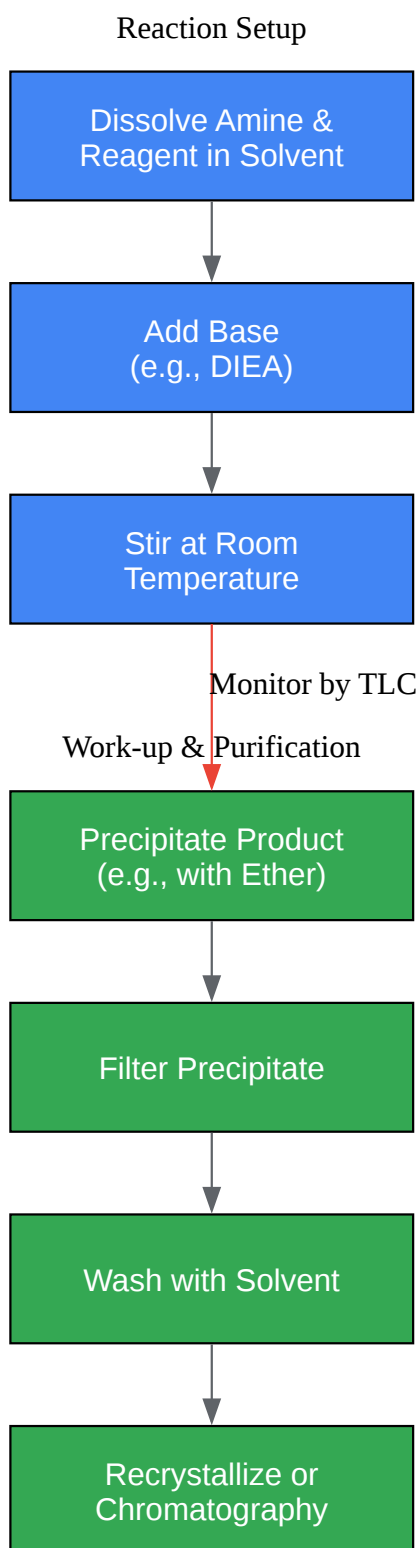 Reaction Setup
Dissolve Amine &
Reagent in Solvent
Add Base
(e.g., DIEA)
Stir at Room
Temperature
Monitor by TLC
Work-up & Purification
Precipitate Product
(e.g., with Ether)
Filter Precipitate
Wash with Solvent
Recrystallize or
Chromatography